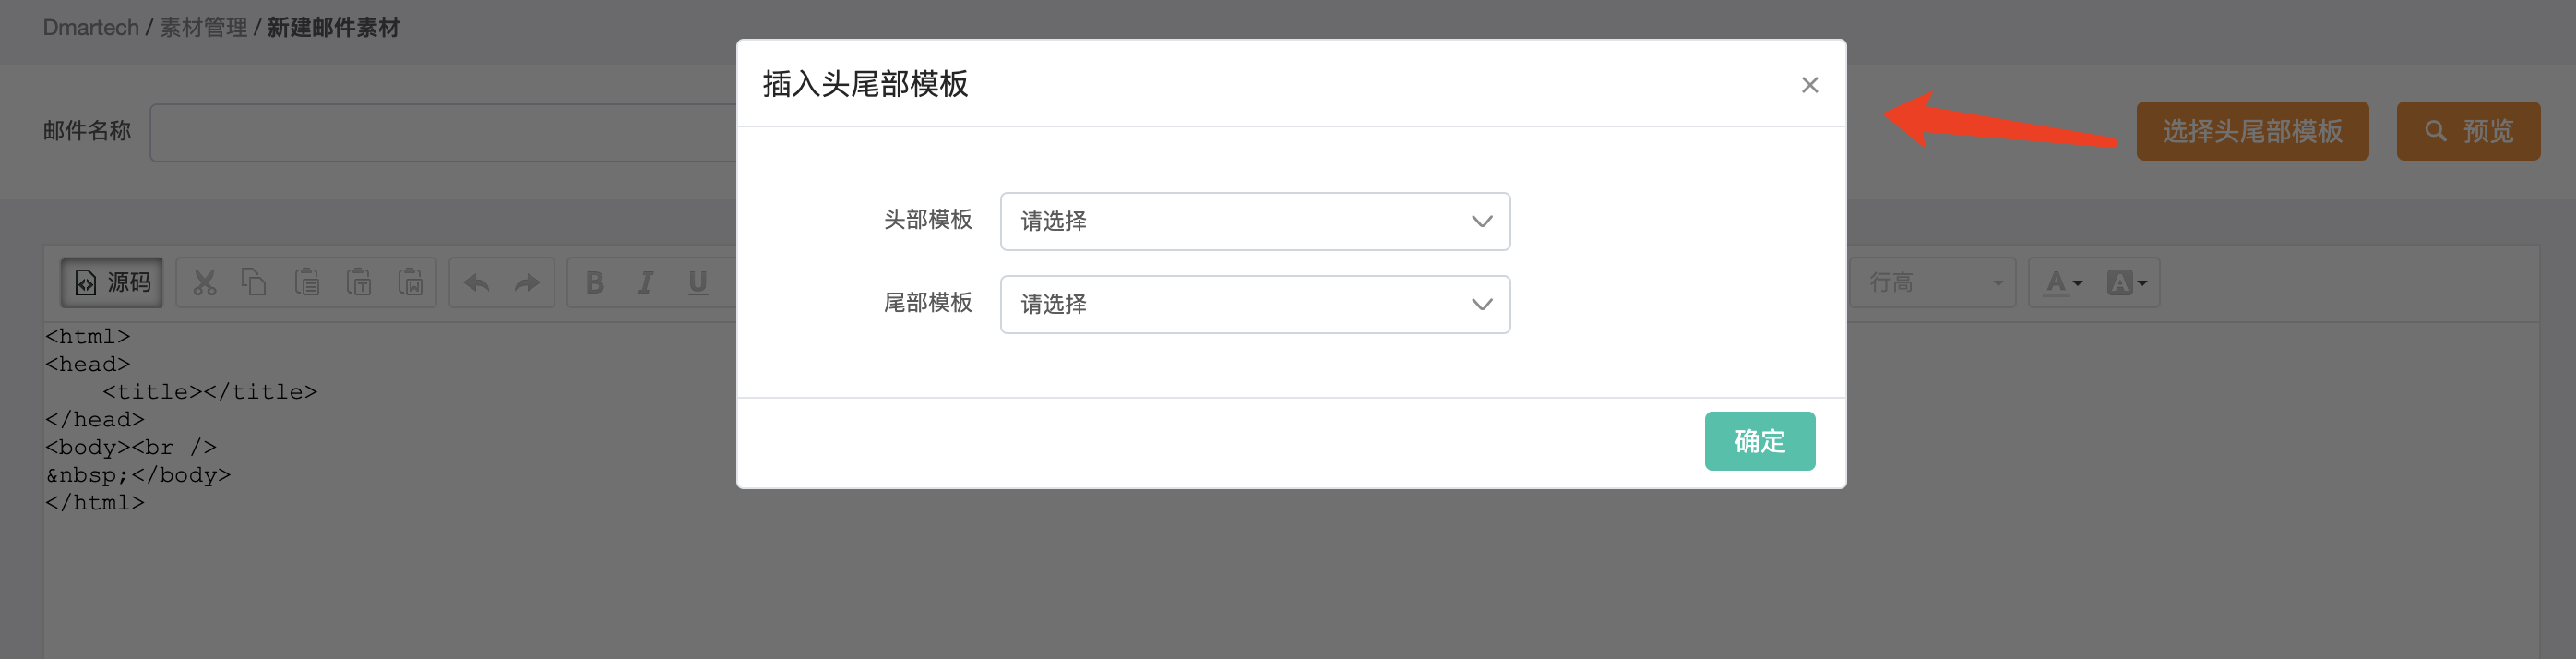 Dmartech / 素材管理 / 新建邮件素材
插入头尾部模板 ×
邮件名称
选择头尾部模板 预览
头部模板 请选择
尾部模板 请选择
源码 B I U 行高 A A
确定
<html>
<head>
    <title></title>
</head>
<body><br />
&nbsp;</body>
</html>